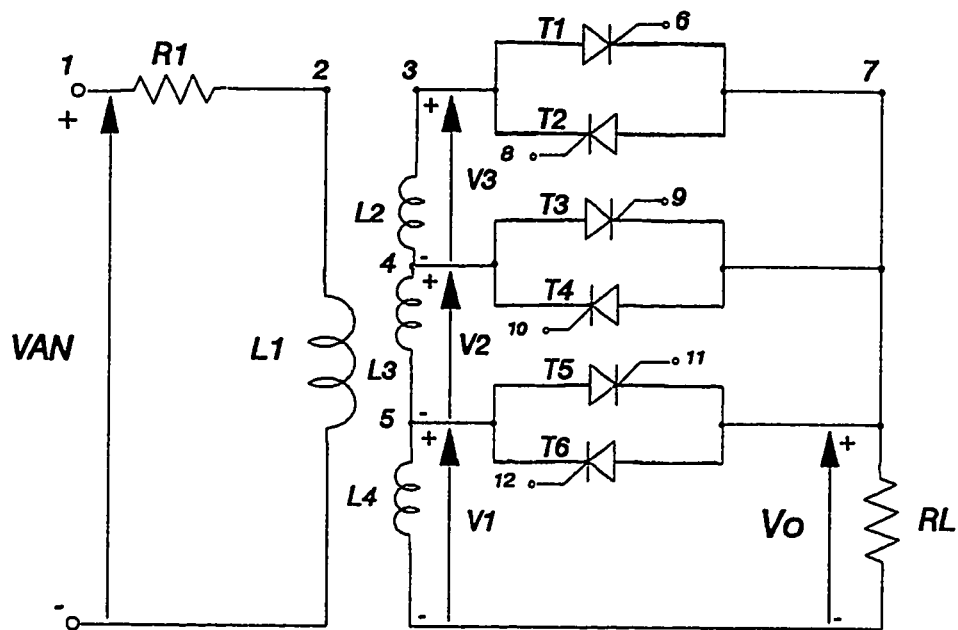 T1 6
1 R1 2 3 7
+ + T2
8
V3
L2 T3 9
4 -
+ T4
10
VAN L1 L3 V2 T5 11
5 -
+ T6 +
12
L4 V1 Vo RL
- - -